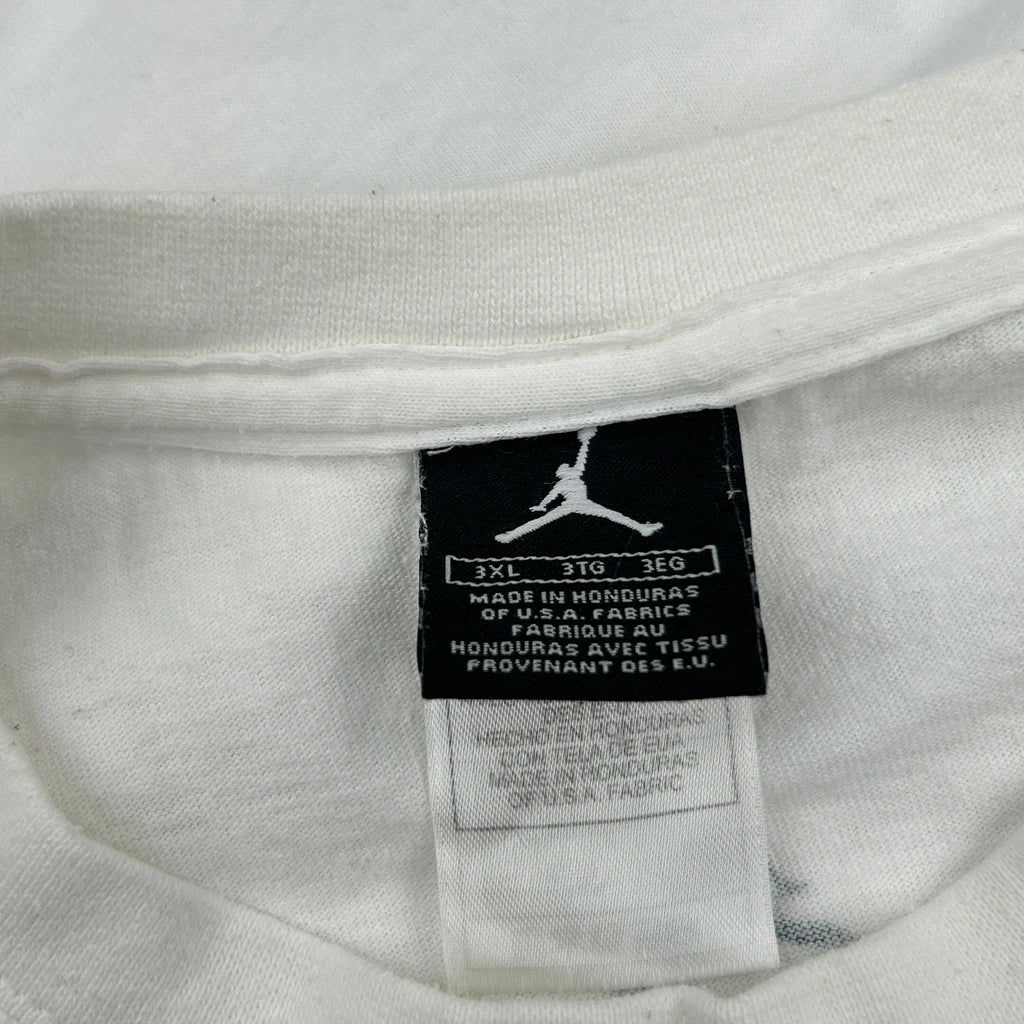 3XL 3TG 3EG
MADE IN HONDURAS
OF U.S.A. FABRICS
FABRIQUE AU
HONDURAS AVEC TISSU
PROVENANT DES E.U.
HECHO EN HONDURAS
CON TELA DE EUA
MADE IN HONDURAS
OF U.S.A. FABRIC